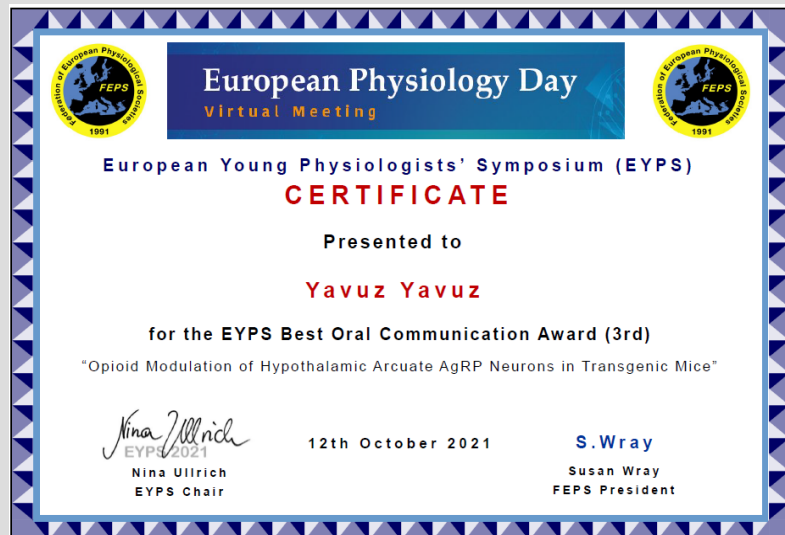 Federation of European Physiological Societies
FEPS
1991
European Physiology Day
Virtual Meeting
Federation of European Physiological Societies
FEPS
1991
European Young Physiologists' Symposium (EYPS)
CERTIFICATE
Presented to
Yavuz Yavuz
for the EYPS Best Oral Communication Award (3rd)
“Opioid Modulation of Hypothalamic Arcuate AgRP Neurons in Transgenic Mice”
Nina Ullrich
EYPS 2021
12th October 2021
S.Wray
Nina Ullrich
EYPS Chair
Susan Wray
FEPS President